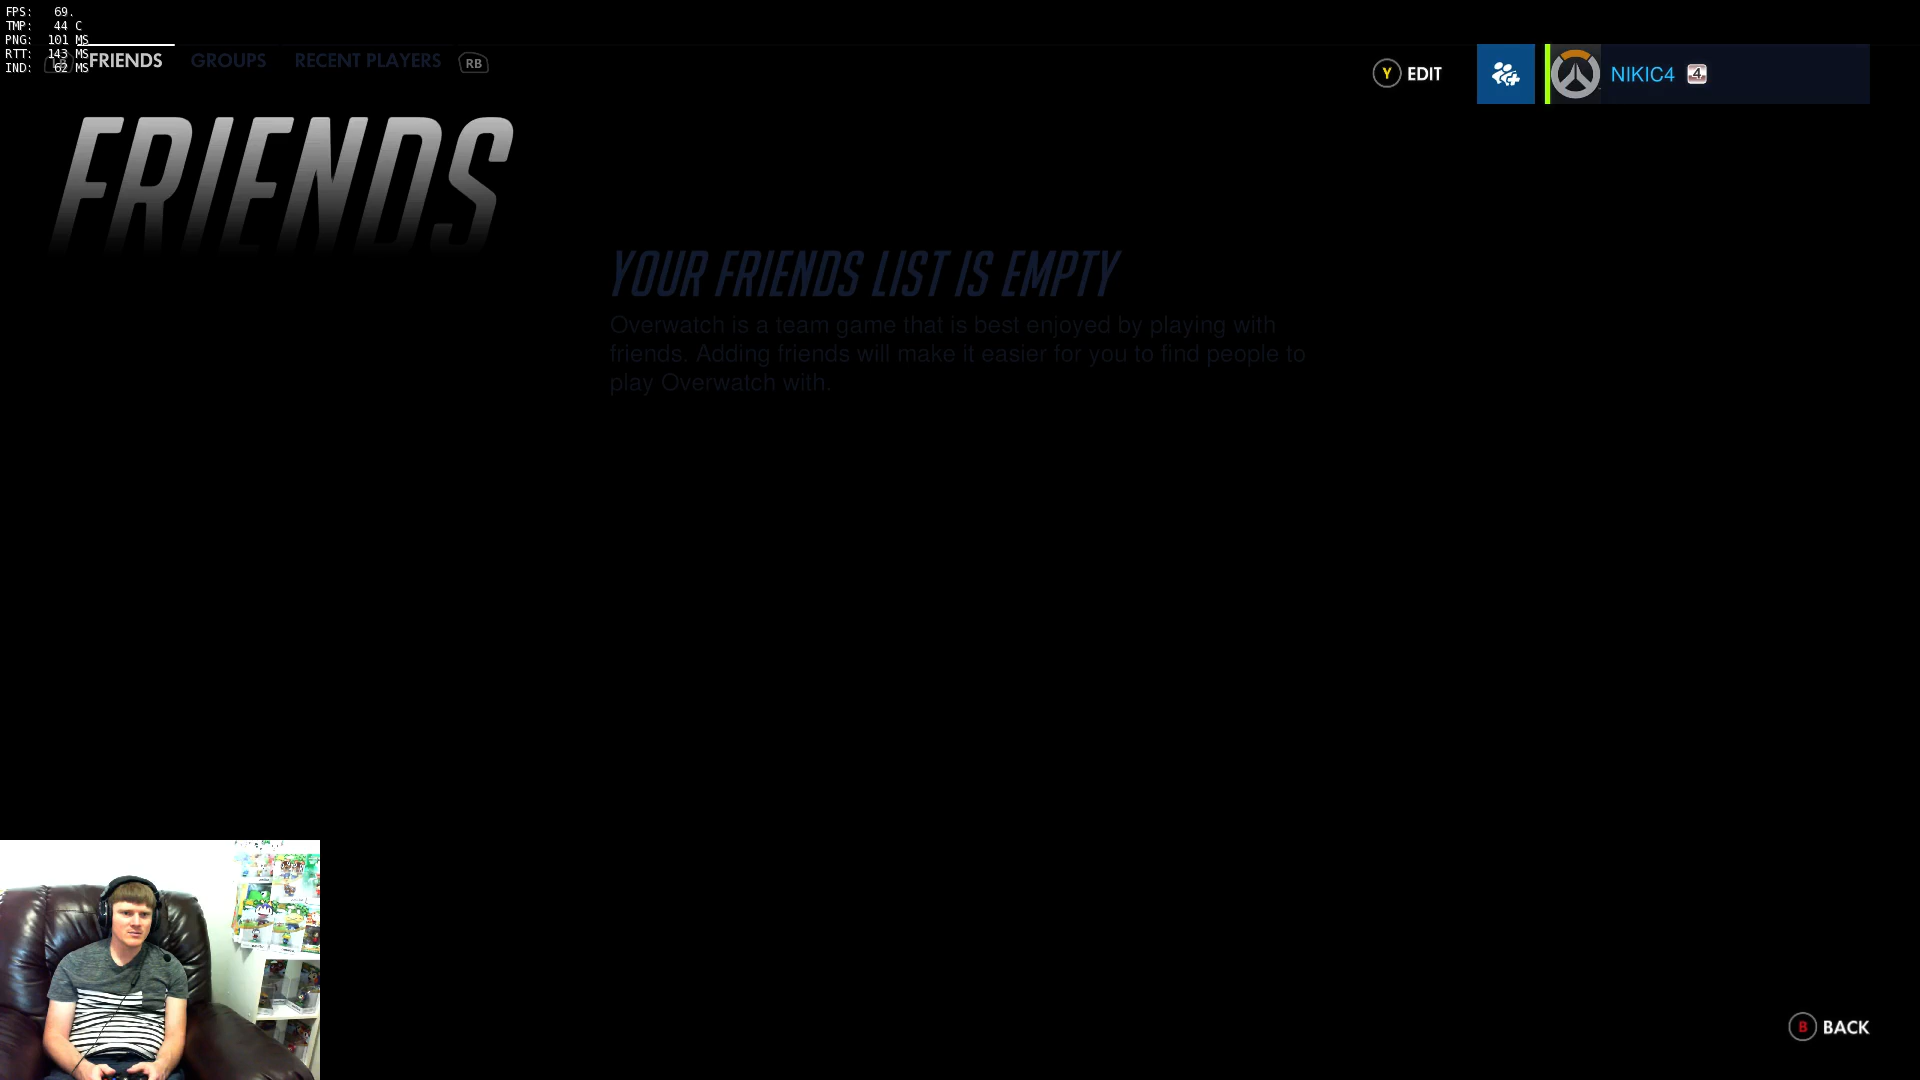 FPS: 69.
TMP: 44 C
PNG: 101 MS
RTT: 143 MS
IND: 62 MS
FRIENDS
GROUPS
RECENT PLAYERS
RB
Y EDIT
NIKIC4 4
FRIENDS
YOUR FRIENDS LIST IS EMPTY
Overwatch is a team game that is best enjoyed by playing with
friends. Adding friends will make it easier for you to find people to
play Overwatch with.
B BACK